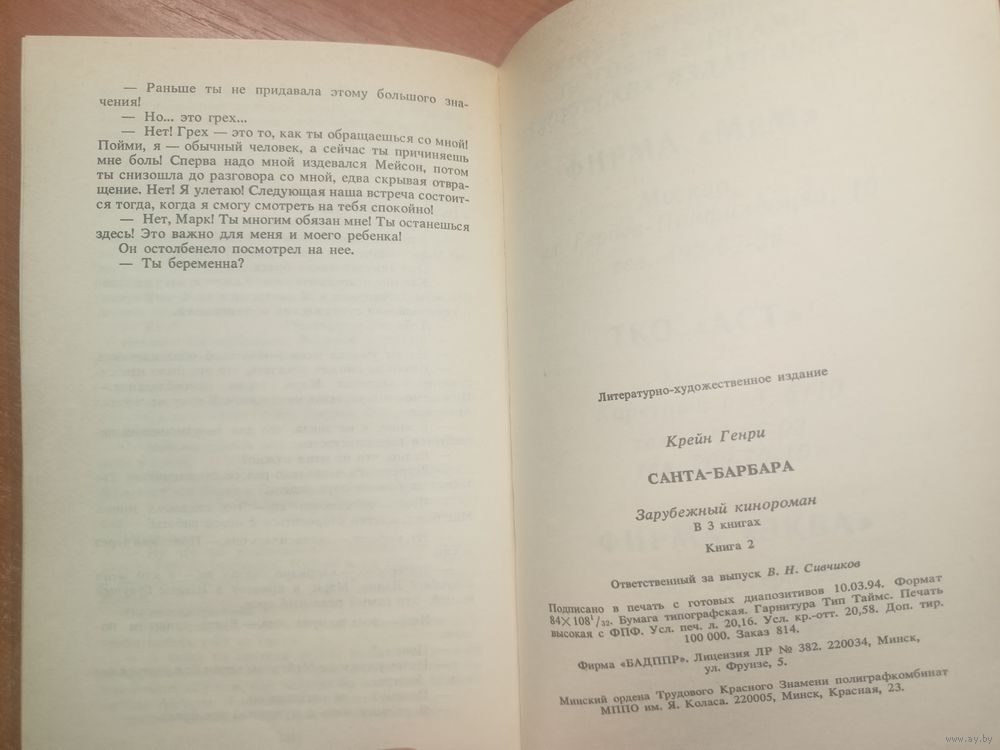 — Раньше ты не придавала этому большого зна-
чения!
— Но... это грех...
— Нет! Грех — это то, как ты обращаешься со мной!
Пойми, я — обычный человек, а сейчас ты причиняешь
мне боль! Сперва надо мной издевался Мейсон, потом
ты снизошла до разговора со мной, едва скрывая отвра-
щение. Нет! Я улетаю! Следующая наша встреча состоит-
ся тогда, когда я смогу смотреть на тебя спокойно!
— Нет, Марк! Ты многим обязан мне! Ты останешься
здесь! Это важно для меня и моего ребенка!
Он остолбенело посмотрел на нее.
— Ты беременна?
Литературно-художественное издание
Крейн Генри
САНТА-БАРБАРА
Зарубежный кинороман
В 3 книгах
Книга 2
Ответственный за выпуск В. Н. Сивчиков
Подписано в печать с готовых диапозитивов 10.03.94. Формат
84×108¹/₃₂. Бумага типографская. Гарнитура Тип Таймс. Печать
высокая с ФПФ. Усл. печ. л. 20,16. Усл. кр.-отт. 20,58. Доп. тир.
100 000. Заказ 814.
Фирма «БАДППР». Лицензия ЛР № 382. 220034, Минск,
ул. Фрунзе, 5.
Минский ордена Трудового Красного Знамени полиграфкомбинат
МППО им. Я. Коласа. 220005, Минск, Красная, 23.
www.ay.by